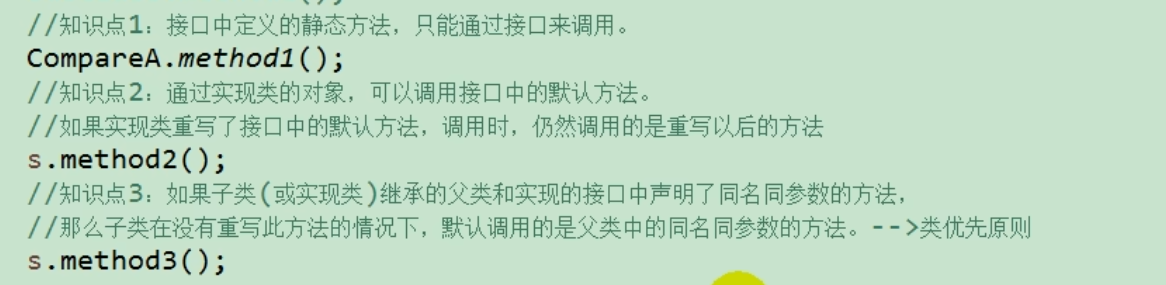 //知识点1：接口中定义的静态方法，只能通过接口来调用。
CompareA.method1();
//知识点2：通过实现类的对象，可以调用接口中的默认方法。
//如果实现类重写了接口中的默认方法，调用时，仍然调用的是重写以后的方法
s.method2();
//知识点3：如果子类(或实现类)继承的父类和实现的接口中声明了同名同参数的方法，
//那么子类在没有重写此方法的情况下，默认调用的是父类中的同名同参数的方法。-->类优先原则
s.method3();